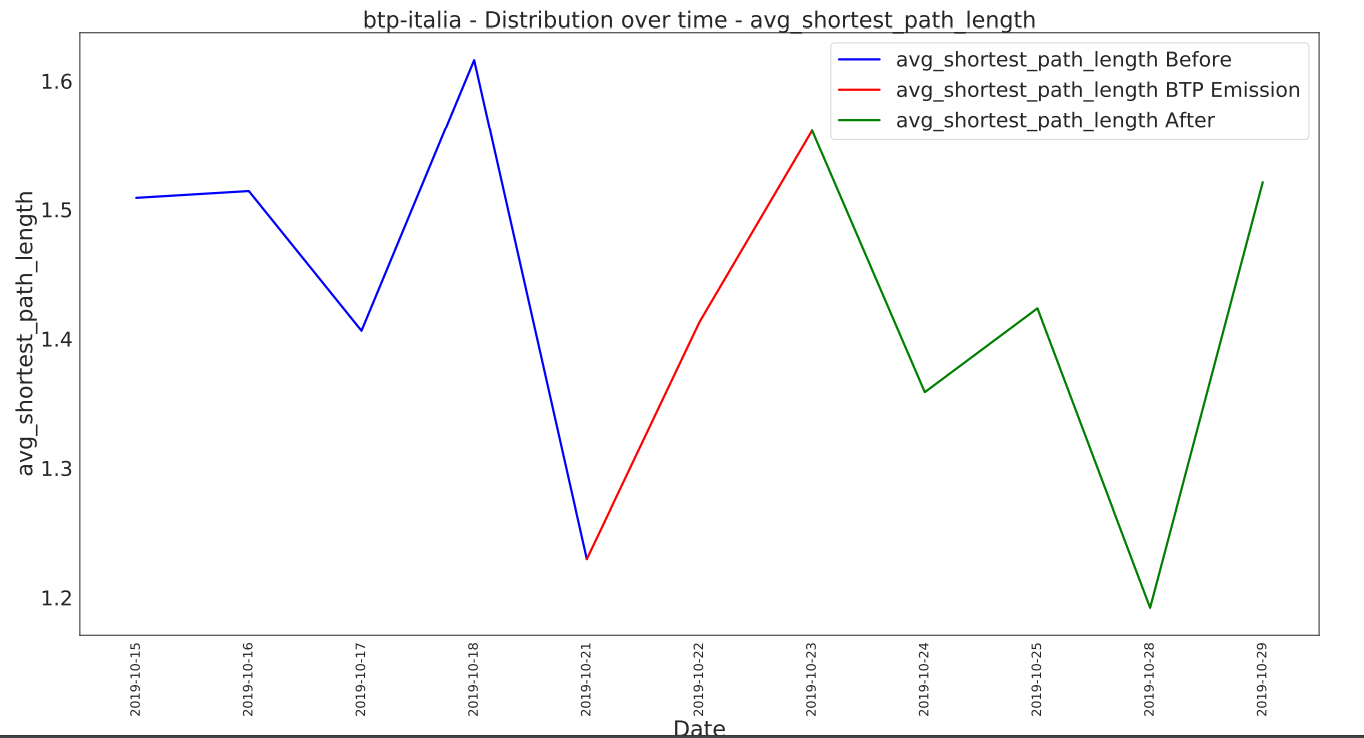 btp-italia - Distribution over time - avg_shortest_path_length
avg_shortest_path_length Before
avg_shortest_path_length BTP Emission
avg_shortest_path_length After
avg_shortest_path_length
1.6
1.5
1.4
1.3
1.2
2019-10-15
2019-10-16
2019-10-17
2019-10-18
2019-10-21
2019-10-22
2019-10-23
2019-10-24
2019-10-25
2019-10-28
2019-10-29
Date